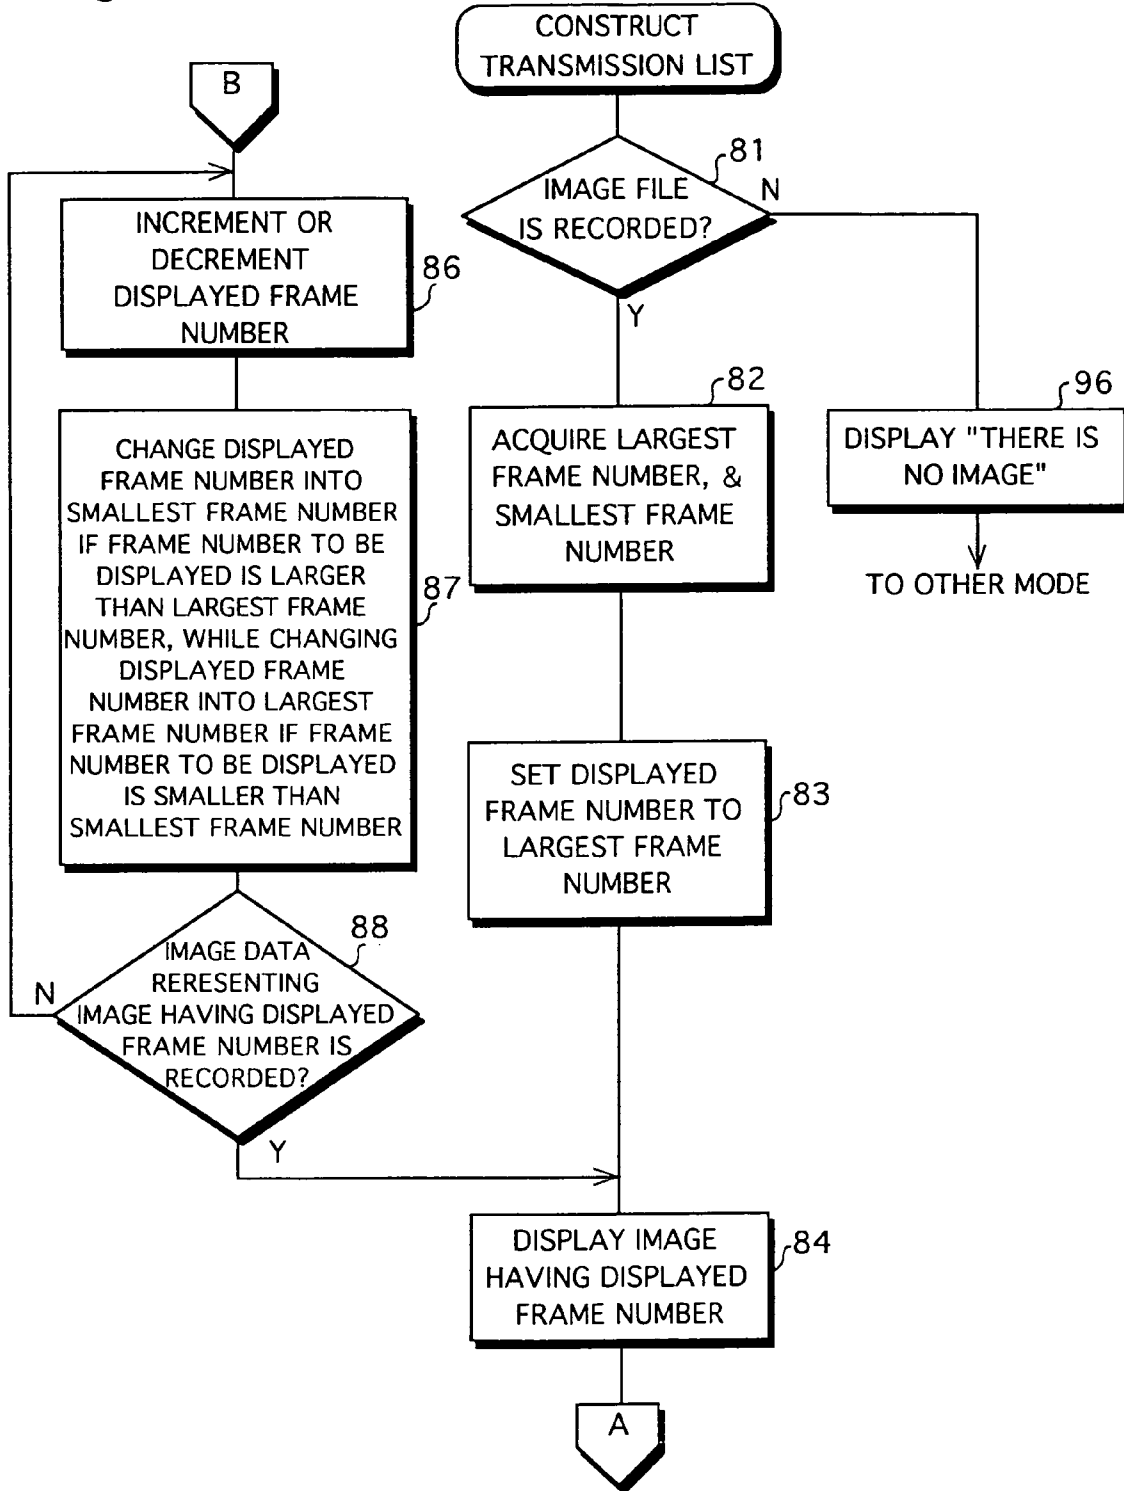 CONSTRUCT
TRANSMISSION LIST
B
81
IMAGE FILE
IS RECORDED?
N
Y
INCREMENT OR
DECREMENT
DISPLAYED FRAME
NUMBER
86
82
ACQUIRE LARGEST
FRAME NUMBER, &
SMALLEST FRAME
NUMBER
96
DISPLAY "THERE IS
NO IMAGE"
TO OTHER MODE
CHANGE DISPLAYED
FRAME NUMBER INTO
SMALLEST FRAME NUMBER
IF FRAME NUMBER TO BE
DISPLAYED IS LARGER
THAN LARGEST FRAME
NUMBER, WHILE CHANGING
DISPLAYED FRAME
NUMBER INTO LARGEST
FRAME NUMBER IF FRAME
NUMBER TO BE DISPLAYED
IS SMALLER THAN
SMALLEST FRAME NUMBER
87
SET DISPLAYED
FRAME NUMBER TO
LARGEST FRAME
NUMBER
83
88
IMAGE DATA
RERESENTING
IMAGE HAVING DISPLAYED
FRAME NUMBER IS
RECORDED?
N
Y
DISPLAY IMAGE
HAVING DISPLAYED
FRAME NUMBER
84
A